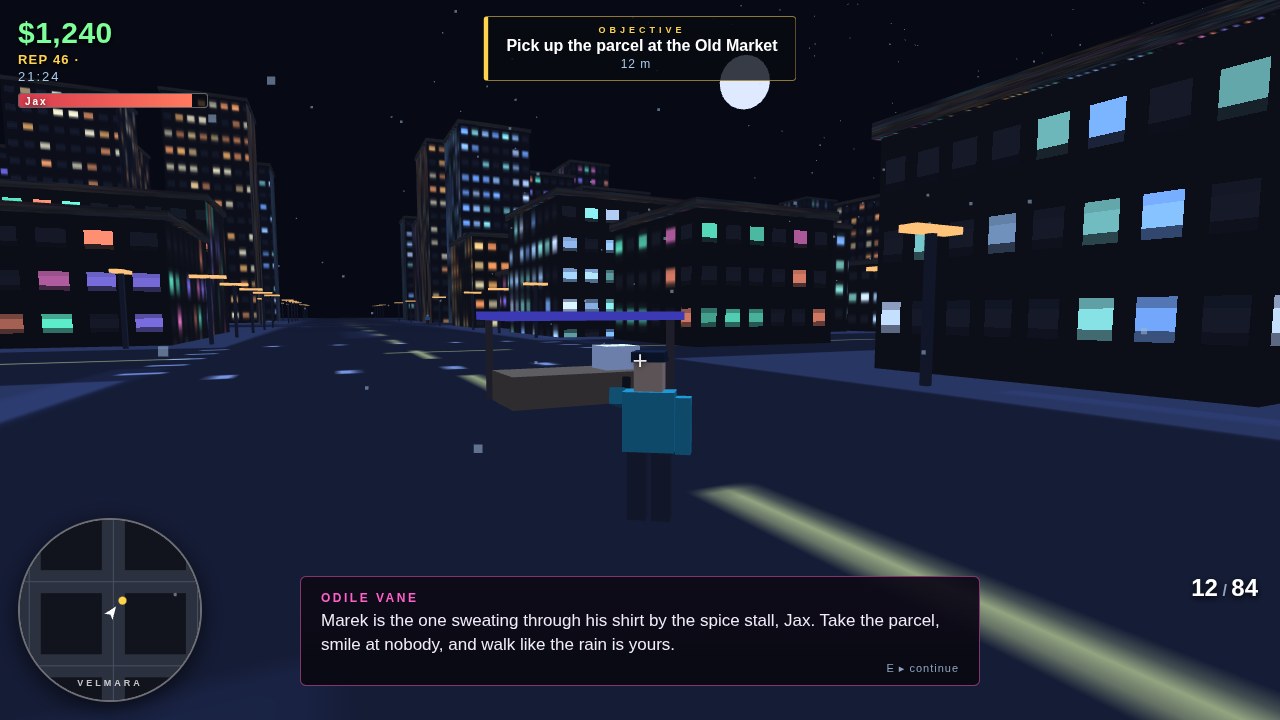 $1,240
REP 46 ·
21:24
Jax
OBJECTIVE
Pick up the parcel at the Old Market
12 m
VELMARA
ODILE VANE
Marek is the one sweating through his shirt by the spice stall, Jax. Take the parcel,
smile at nobody, and walk like the rain is yours.
E ▸ continue
12 / 84